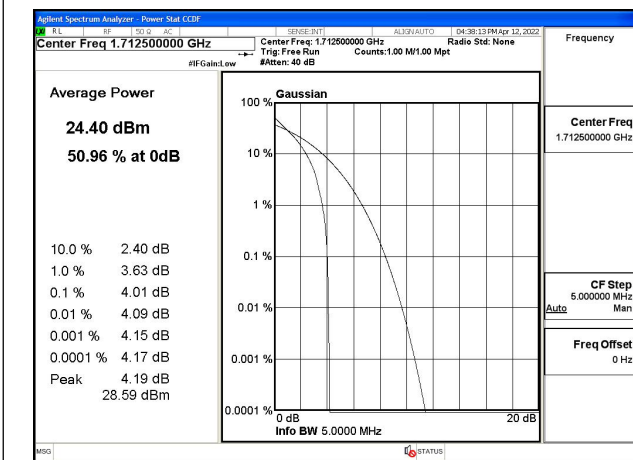 Agilent Spectrum Analyzer - Power Stat CCDF
LXI RL RF 50 Ω AC SENSE:INT ALIGNAUTO 04:38:13 PM Apr 12, 2022
Center Freq 1.712500000 GHz Center Freq: 1.712500000 GHz Radio Std: None Frequency
Trig: Free Run Counts:1.00 M/1.00 Mpt
#IFGain:Low #Atten: 40 dB
Average Power
24.40 dBm
50.96 % at 0dB
10.0 % 2.40 dB
1.0 % 3.63 dB
0.1 % 4.01 dB
0.01 % 4.09 dB
0.001 % 4.15 dB
0.0001 % 4.17 dB
Peak 4.19 dB
28.59 dBm
Gaussian
100 %
10 %
1 %
0.1 %
0.01 %
0.001 %
0.0001 %
0 dB 20 dB
Info BW 5.0000 MHz
Center Freq
1.712500000 GHz
CF Step
5.000000 MHz
Auto Man
Freq Offset
0 Hz
MSG STATUS